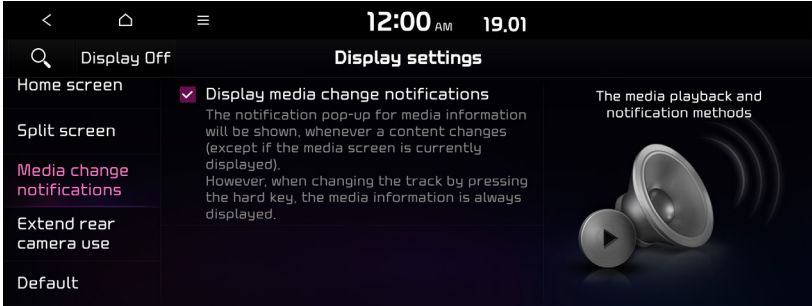 12:00 AM 19.01
Display Off
Display settings
Home screen
Split screen
Media change
notifications
Extend rear
camera use
Default
Display media change notifications
The notification pop-up for media information
will be shown, whenever a content changes
(except if the media screen is currently
displayed).
However, when changing the track by pressing
the hard key, the media information is always
displayed.
The media playback and
notification methods